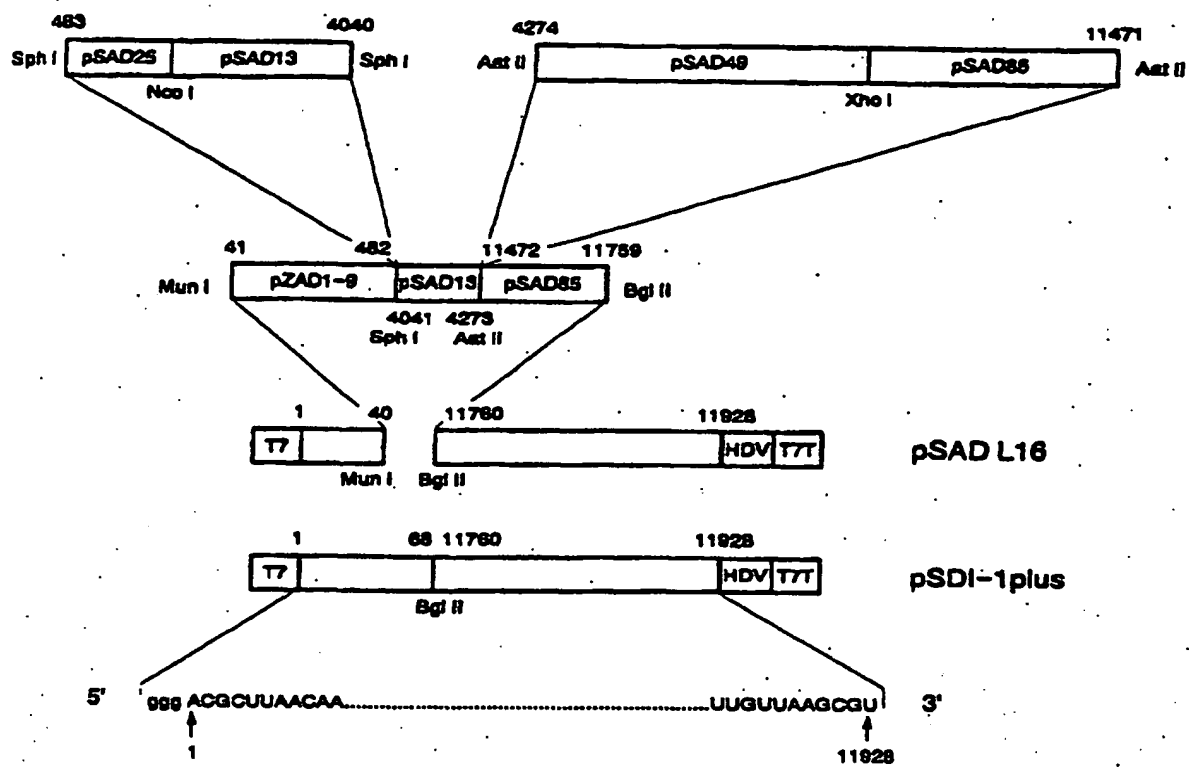 483 4040 4274 11471
Sph I pSAD25 pSAD13 Sph I Aat II pSAD49 pSAD85 Aat II
Nco I Xho I
41 482 11472 11759
Mun I pZAD1-9 pSAD13 pSAD85 Bgl II
4041 4273
Sph I Aat II
1 40 11760 11928
T7 HDV T7T pSAD L16
Mun I Bgl II
1 68 11760 11928
T7 HDV T7T pSDI-1plus
Bgl II
5' ggg ACGCUUAACAA UUGUUAAGCGU 3'
1 11928